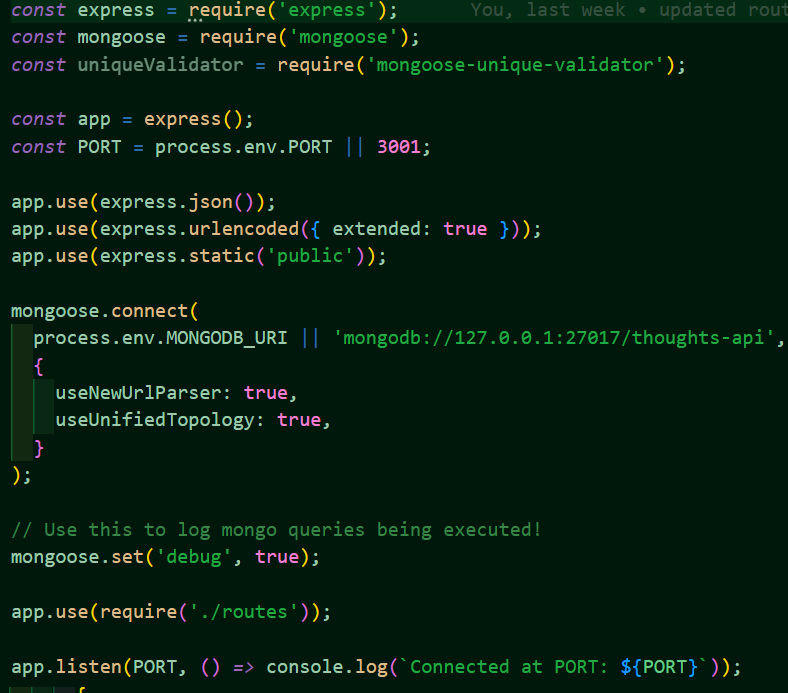 const express = require('express'); You, last week • updated rout
const mongoose = require('mongoose');
const uniqueValidator = require('mongoose-unique-validator');
const app = express();
const PORT = process.env.PORT || 3001;
app.use(express.json());
app.use(express.urlencoded({ extended: true }));
app.use(express.static('public'));
mongoose.connect(
process.env.MONGODB_URI || 'mongodb://127.0.0.1:27017/thoughts-api',
{
useNewUrlParser: true,
useUnifiedTopology: true,
}
);
// Use this to log mongo queries being executed!
mongoose.set('debug', true);
app.use(require('./routes'));
app.listen(PORT, () => console.log(`Connected at PORT: ${PORT}`));